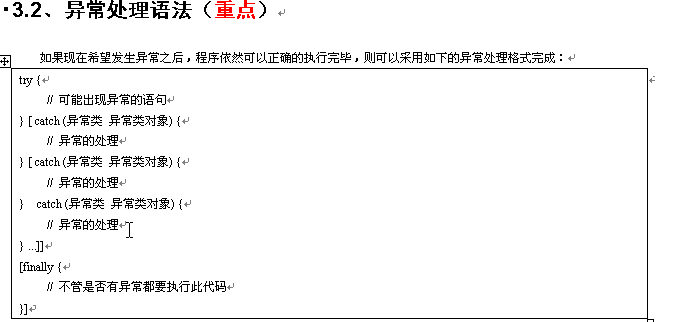 ·3.2、异常处理语法（重点）
如果现在希望发生异常之后，程序依然可以正确的执行完毕，则可以采用如下的异常处理格式完成：
try {
// 可能出现异常的语句
} [ catch (异常类 异常类对象) {
// 异常的处理
} [ catch (异常类 异常类对象) {
// 异常的处理
} catch (异常类 异常类对象) {
// 异常的处理
} ...]]
[finally {
// 不管是否有异常都要执行此代码
}]